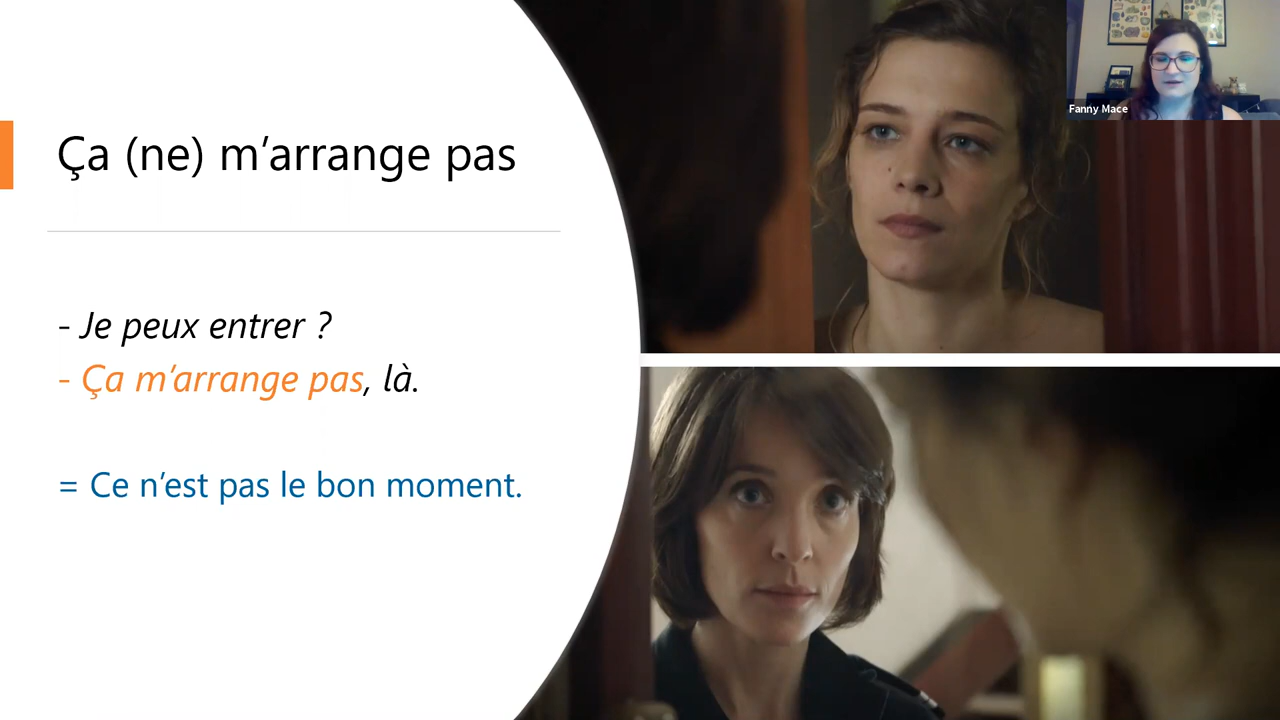 Ça (ne) m’arrange pas
- Je peux entrer ?
- Ça m’arrange pas, là.
= Ce n’est pas le bon moment.
Fanny Mace